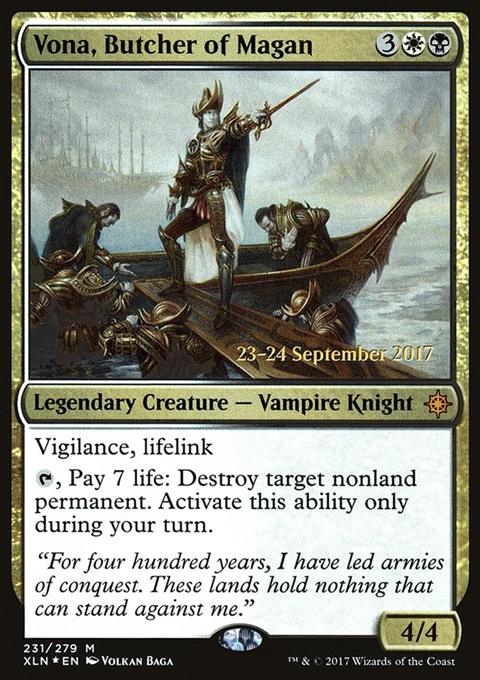 Vona, Butcher of Magan 3
23–24 September 2017
Legendary Creature — Vampire Knight
Vigilance, lifelink
, Pay 7 life: Destroy target nonland
permanent. Activate this ability only
during your turn.
“For four hundred years, I have led armies
of conquest. These lands hold nothing that
can stand against me.”
4/4
231/279 M
XLN★EN Volkan Baga
™ & © 2017 Wizards of the Coast